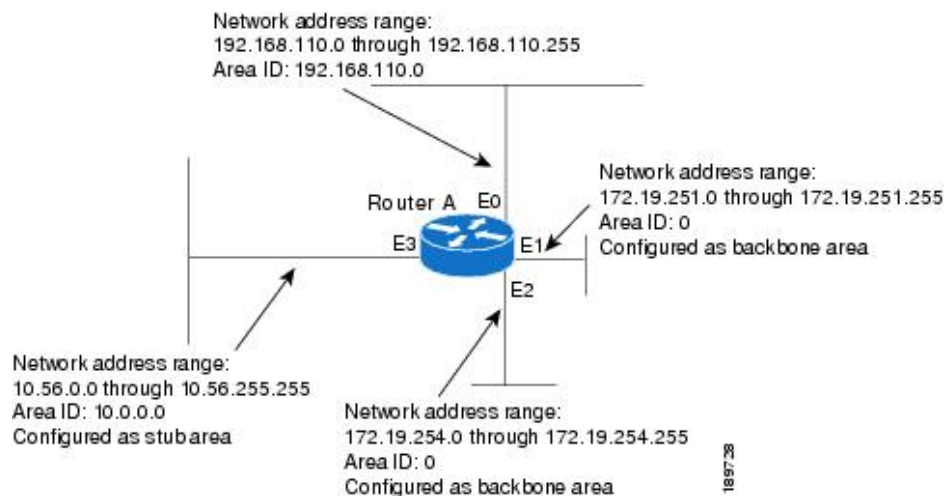 Network address range:
192.168.110.0 through 192.168.110.255
Area ID: 192.168.110.0
Network address range:
172.19.251.0 through 172.19.251.255
Area ID: 0
Configured as backbone area
Router A
E0
E3
E1
E2
Network address range:
10.56.0.0 through 10.56.255.255
Area ID: 10.0.0.0
Configured as stub area
Network address range:
172.19.254.0 through 172.19.254.255
Area ID: 0
Configured as backbone area
189728